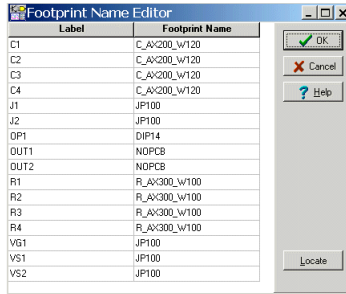 Footprint Name Editor
Label Footprint Name
C1 C_AX200_W120
C2 C_AX200_W120
C3 C_AX200_W120
C4 C_AX200_W120
J1 JP100
J2 JP100
OP1 DIP14
OUT1 NOPCB
OUT2 NOPCB
R1 R_AX300_W100
R2 R_AX300_W100
R3 R_AX300_W100
R4 R_AX300_W100
VG1 JP100
VS1 JP100
VS2 JP100
OK
Cancel
? Help
Locate